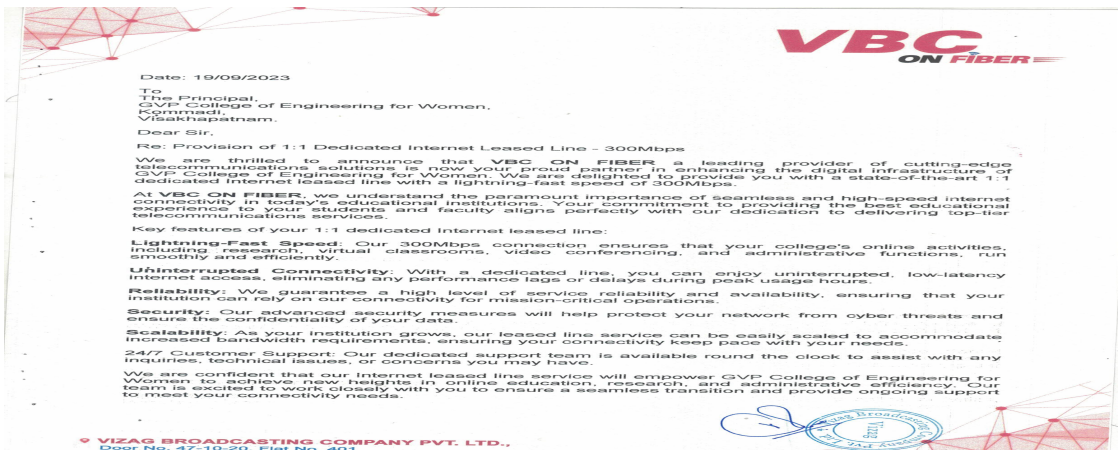 VBC
ON FIBER
Date: 19/09/2023
To
The Principal,
GVP College of Engineering for Women,
Kommadi,
Visakhapatnam.
Dear Sir,
Re: Provision of 1:1 Dedicated Internet Leased Line - 300Mbps
We are thrilled to announce that VBC ON FIBER a leading provider of cutting-edge
telecommunications solutions is now your proud partner in enhancing the digital infrastructure of
GVP College of Engineering for Women. We are delighted to provide you with a state-of-the-art 1:1
dedicated Internet leased line with a lightning-fast speed of 300Mbps.
At VBC ON FIBER, we understand the paramount importance of seamless and high-speed internet
connectivity in today's educational institutions. Your commitment to providing the best educational
experience to your students and faculty aligns perfectly with our dedication to delivering top-tier
telecommunications services.
Key features of your 1:1 dedicated Internet leased line:
Lightning-Fast Speed: Our 300Mbps connection ensures that your college's online activities,
including research, virtual classrooms, video conferencing, and administrative functions, run
smoothly and efficiently.
Uninterrupted Connectivity: With a dedicated line, you can enjoy uninterrupted, low-latency
internet access, eliminating any performance lags or delays during peak usage hours.
Reliability: We guarantee a high level of service reliability and availability, ensuring that your
institution can rely on our connectivity for mission-critical operations.
Security: Our advanced security measures will help protect your network from cyber threats and
ensure the confidentiality of your data.
Scalability: As your institution grows, our leased line service can be easily scaled to accommodate
increased bandwidth requirements, ensuring your connectivity keep pace with your needs.
24/7 Customer Support: Our dedicated support team is available round the clock to assist with any
inquiries, technical issues, or concerns you may have.
We are confident that our Internet leased line service will empower GVP College of Engineering for
Women to achieve new heights in online education, research, and administrative efficiency. Our
team is excited to work closely with you to ensure a seamless transition and provide ongoing support
to meet your connectivity needs.
Vizag Broadcasting Company Pvt. Ltd.
Vizag
VIZAG BROADCASTING COMPANY PVT. LTD.,
Door No. 47-10-20, Flat No. 401